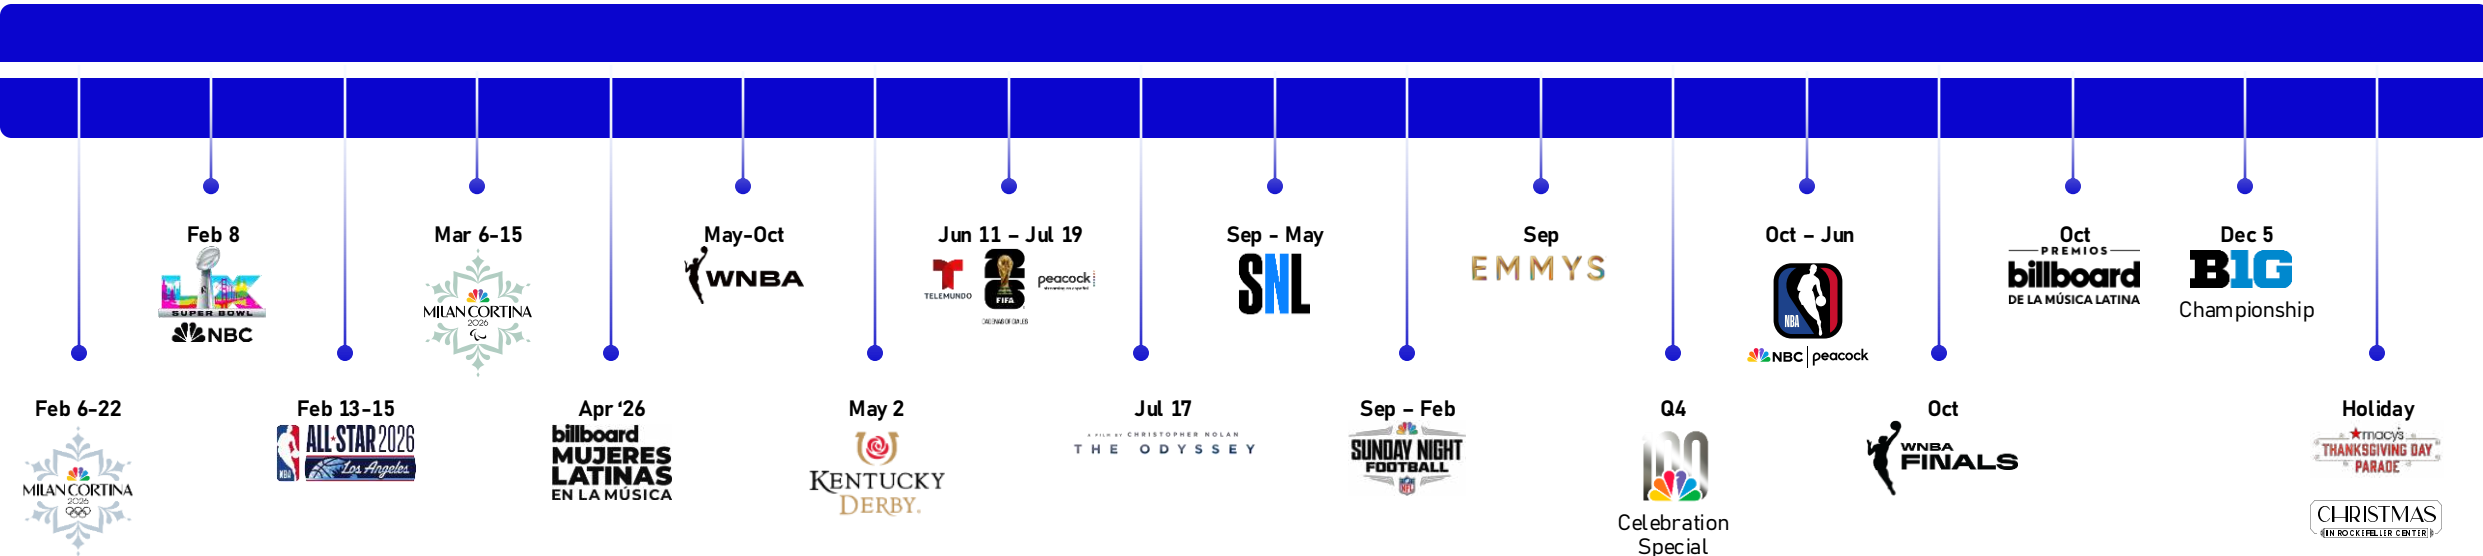 Feb 8
SUPER BOWL
NBC
Mar 6-15
MILAN CORTINA
2026
May-Oct
WNBA
Jun 11 – Jul 19
TELEMUNDO
FIFA
peacock
Sep - May
SNL
Sep
EMMYS
Oct – Jun
NBA
NBC | peacock
Oct
PREMIOS
billboard
DE LA MÚSICA LATINA
Dec 5
B1G
Championship
Feb 6-22
MILAN CORTINA
2026
Feb 13-15
NBA
ALL★STAR 2026
Los Angeles
Apr ‘26
billboard
MUJERES
LATINAS
EN LA MÚSICA
May 2
KENTUCKY
DERBY.
Jul 17
A FILM BY CHRISTOPHER NOLAN
THE ODYSSEY
Sep – Feb
SUNDAY NIGHT
FOOTBALL
NFL
Q4
100
Celebration
Special
Oct
WNBA
FINALS
Holiday
★macy's
THANKSGIVING DAY
PARADE
CHRISTMAS
IN ROCKEFELLER CENTER